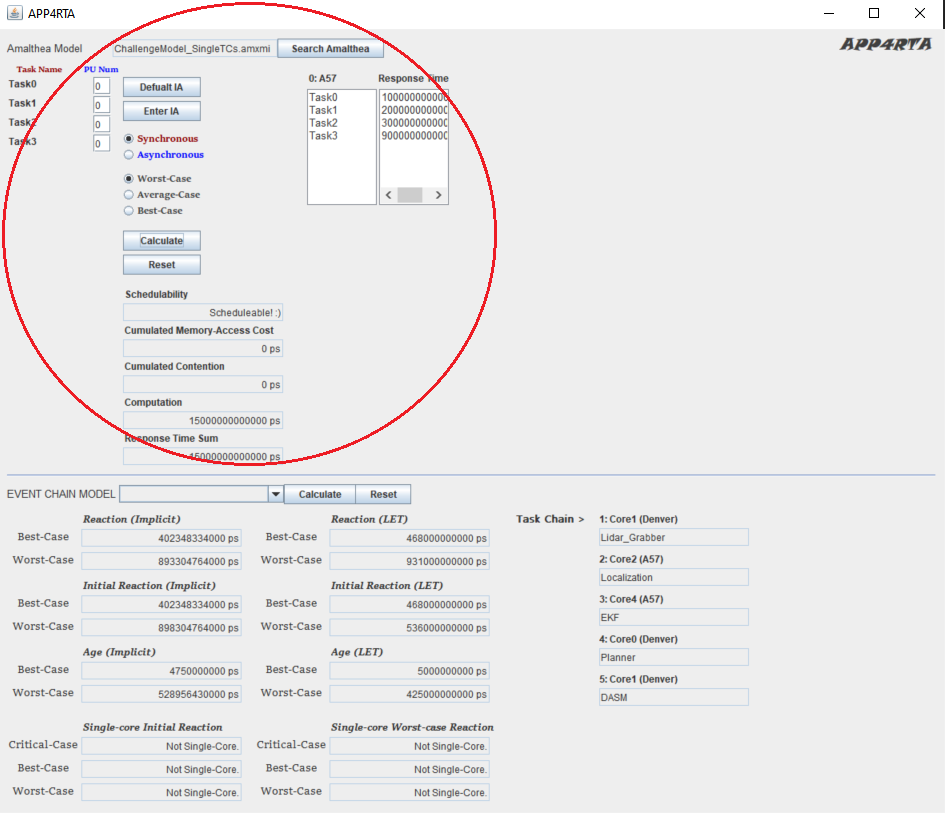 APP4RTA
Amalthea Model ChallengeModel_SingleTCs.amxmi Search Amalthea APP4RTA
Task Name PU Num
Task0 0
Task1 0
Task2 0
Task3 0
Defualt IA
Enter IA
Synchronous
Asynchronous
Worst-Case
Average-Case
Best-Case
Calculate
Reset
0: A57 Response Time
Task0 10000000000
Task1 20000000000
Task2 30000000000
Task3 90000000000
Schedulability
Scheduleable! :)
Cumulated Memory-Access Cost
0 ps
Cumulated Contention
0 ps
Computation
15000000000000 ps
Response Time Sum
15000000000000 ps
EVENT CHAIN MODEL Calculate Reset
Reaction (Implicit)
Best-Case 402348334000 ps
Worst-Case 893304764000 ps
Initial Reaction (Implicit)
Best-Case 402348334000 ps
Worst-Case 898304764000 ps
Age (Implicit)
Best-Case 4750000000 ps
Worst-Case 528956430000 ps
Single-core Initial Reaction
Critical-Case Not Single-Core.
Best-Case Not Single-Core.
Worst-Case Not Single-Core.
Reaction (LET)
Best-Case 468000000000 ps
Worst-Case 931000000000 ps
Initial Reaction (LET)
Best-Case 468000000000 ps
Worst-Case 536000000000 ps
Age (LET)
Best-Case 5000000000 ps
Worst-Case 425000000000 ps
Single-core Worst-case Reaction
Critical-Case Not Single-Core.
Best-Case Not Single-Core.
Worst-Case Not Single-Core.
Task Chain > 1: Core1 (Denver)
Lidar_Grabber
2: Core2 (A57)
Localization
3: Core4 (A57)
EKF
4: Core0 (Denver)
Planner
5: Core1 (Denver)
DASM